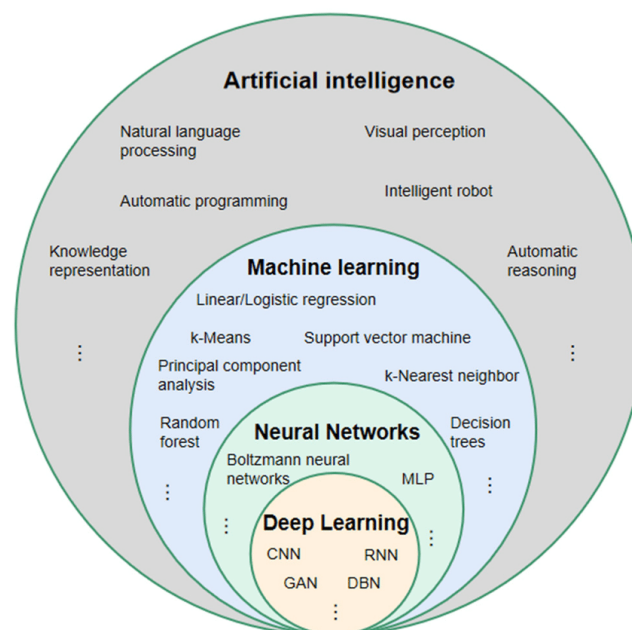 Artificial intelligence
Natural language
processing
Visual perception
Automatic programming
Intelligent robot
Knowledge
representation
Automatic
reasoning
Machine learning
Linear/Logistic regression
k-Means
Support vector machine
Principal component
analysis
k-Nearest neighbor
Random
forest
Decision
trees
⋮
⋮
Neural Networks
Boltzmann neural
networks
MLP
⋮
⋮
Deep Learning
⋮
⋮
CNN
RNN
GAN
DBN
⋮